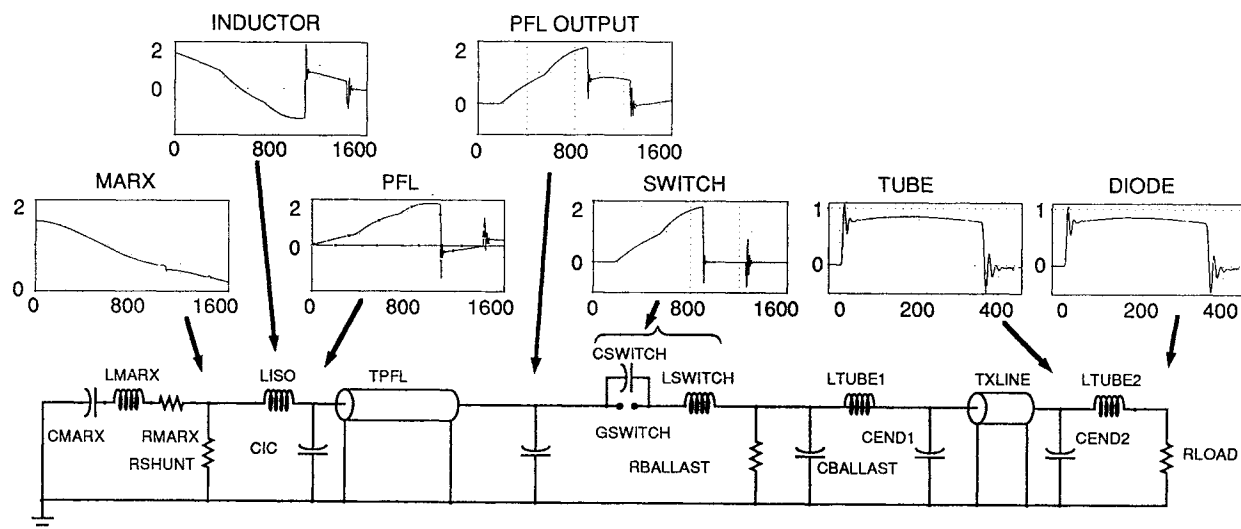 INDUCTOR
PFL OUTPUT
2
0
0 800 1600
2
0
0 800 1600
MARX
PFL
SWITCH
TUBE
DIODE
2
1
0
0 800 1600
2
0
0 800 1600
2
0
0 800 1600
1
0
0 200 400
1
0
0 200 400
CSWITCH
LMARX
LISO
TPFL
LSWITCH
LTUBE1
TXLINE
LTUBE2
CMARX
RMARX
GSWITCH
CEND1
CEND2
RSHUNT
CIC
RBALLAST
CBALLAST
RLOAD